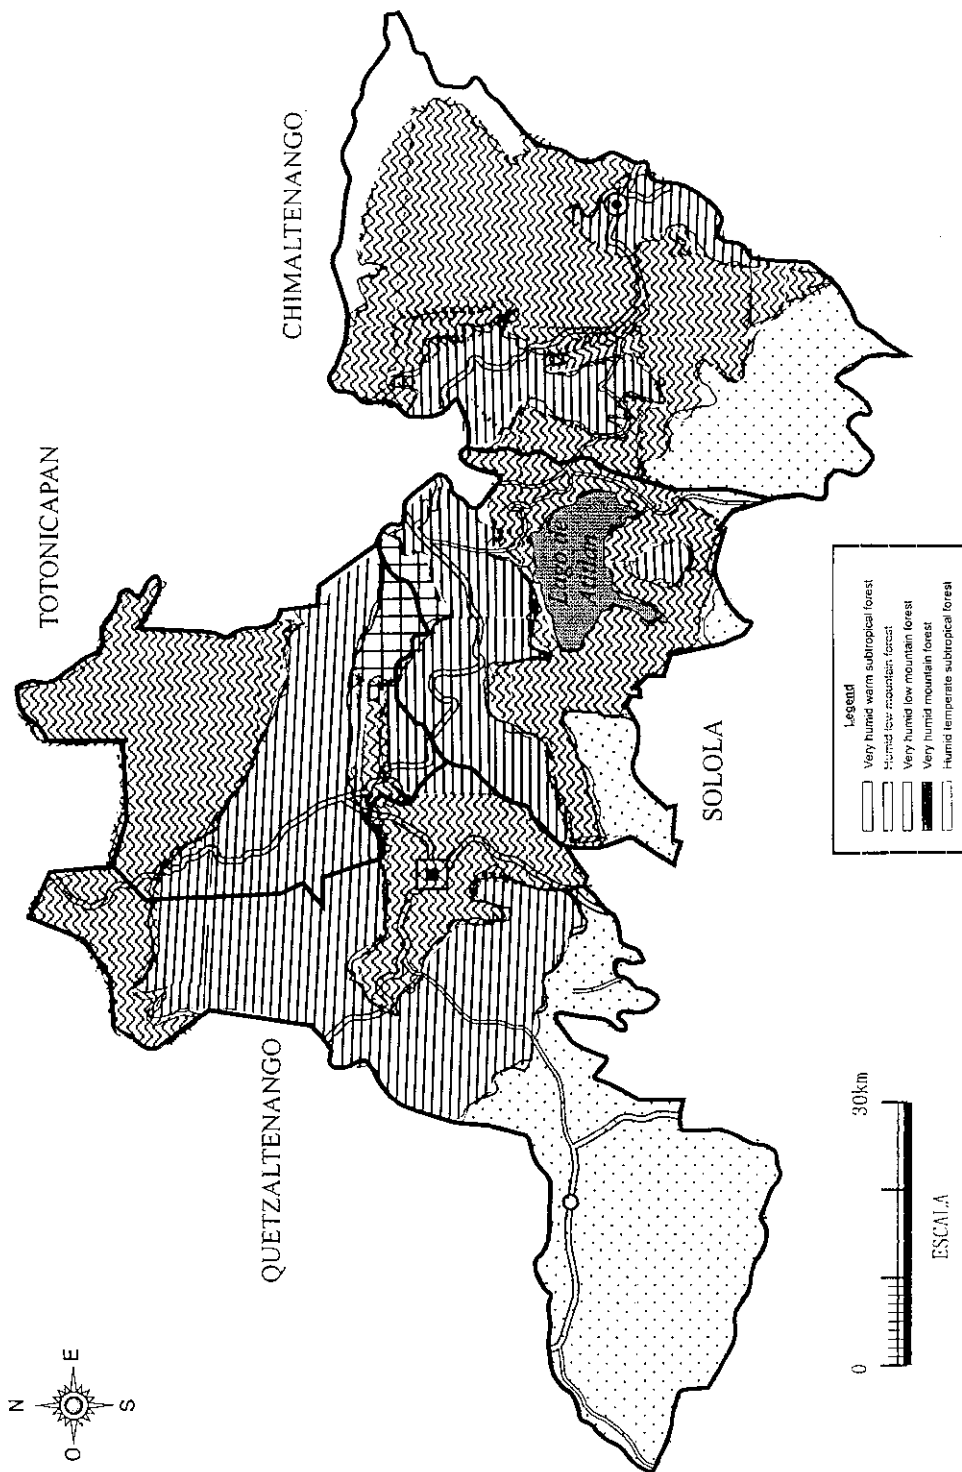 N
O
E
S
QUETZALTENANGO
TOTONICAPAN
CHIMALTENANGO
SOLOLA
Lago de
Atitlan
0
30km
ESCALA
Legend
Very humid warm subtropical forest
Humid low mountain forest
Very humid low mountain forest
Very humid mountain forest
Humid temperate subtropical forest